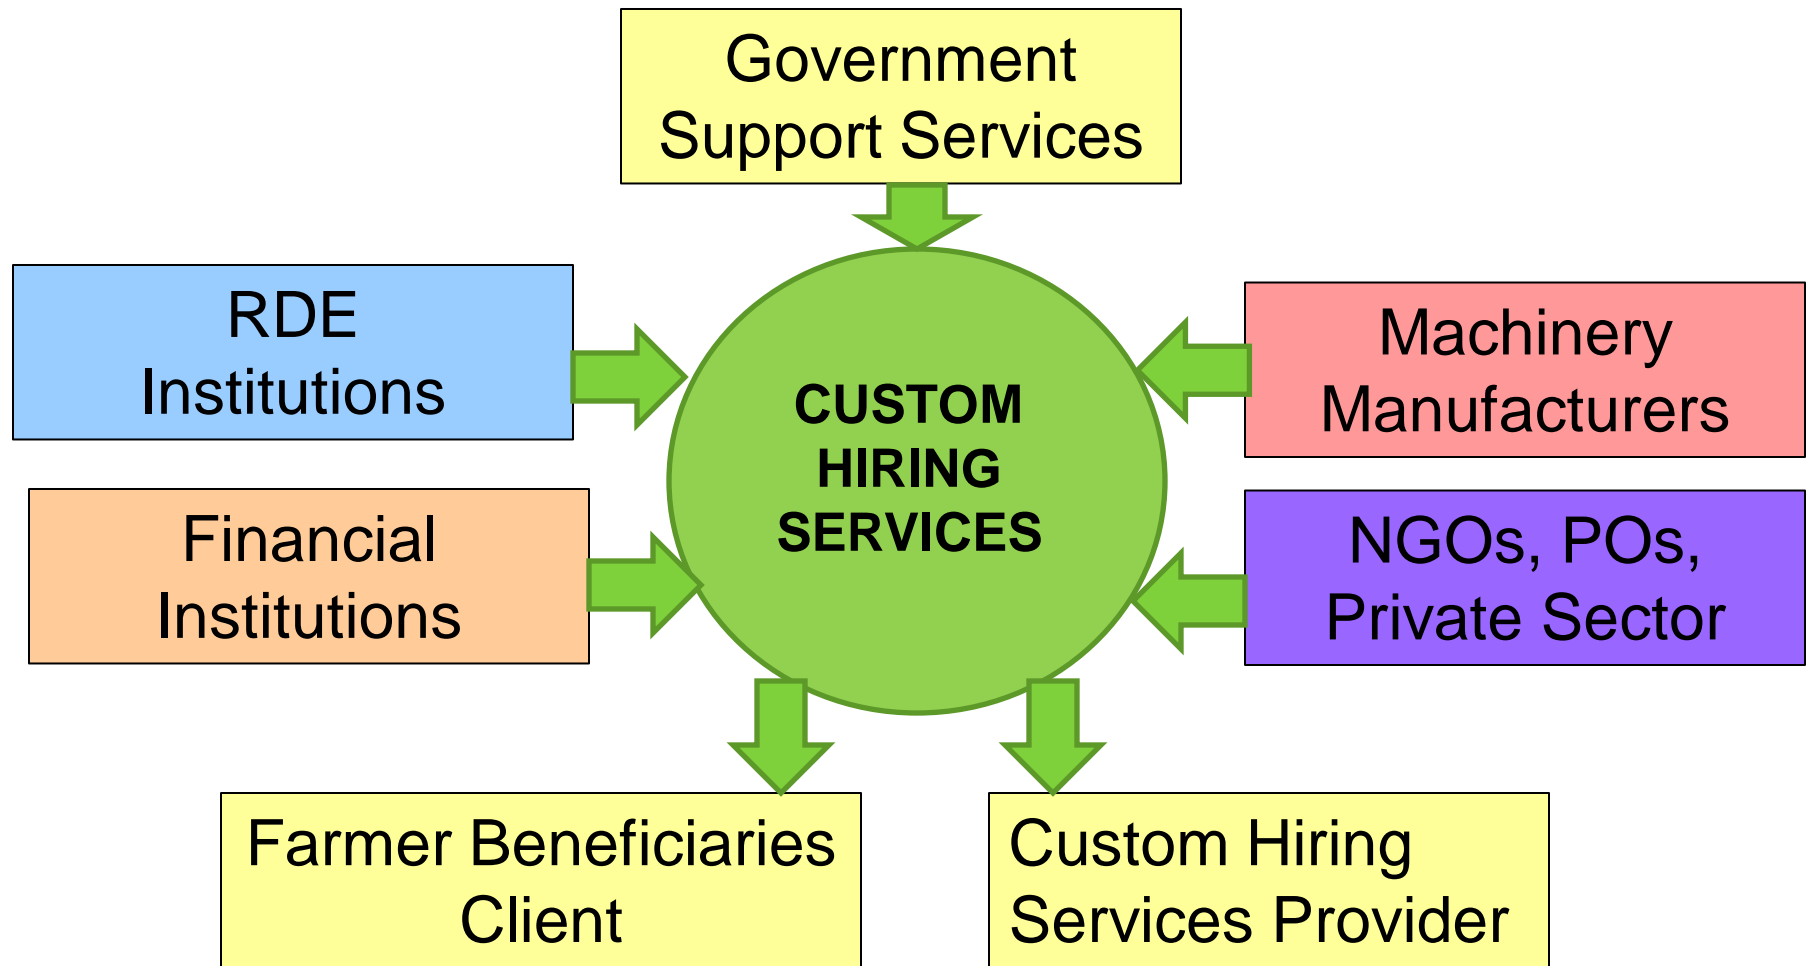 Government
Support Services
RDE
Institutions
Machinery
Manufacturers
CUSTOM
HIRING
SERVICES
Financial
Institutions
NGOs, POs,
Private Sector
Farmer Beneficiaries
Client
Custom Hiring
Services Provider